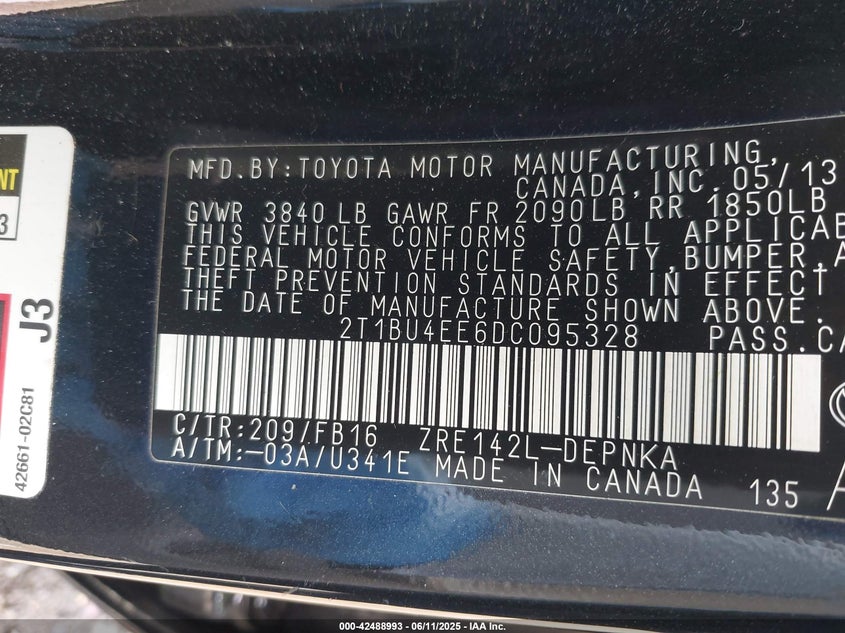 NT
3
J3
42661-02C81
MFD.BY:TOYOTA MOTOR MANUFACTURING,
CANADA,INC.05/13
GVWR 3840 LB GAWR FR 2090LB RR 1850LB
THIS VEHICLE CONFORMS TO ALL APPLICAB
FEDERAL MOTOR VEHICLE SAFETY,BUMPER,A
THEFT PREVENTION STANDARDS IN EFFECT
THE DATE OF MANUFACTURE SHOWN ABOVE.
2T1BU4EE6DC095328 PASS.CA
C/TR:209/FB16 ZRE142L-DEPNKA
A/TM:-03A/U341E MADE IN CANADA 135
A
000-42488993 - 06/11/2025 - IAA Inc.